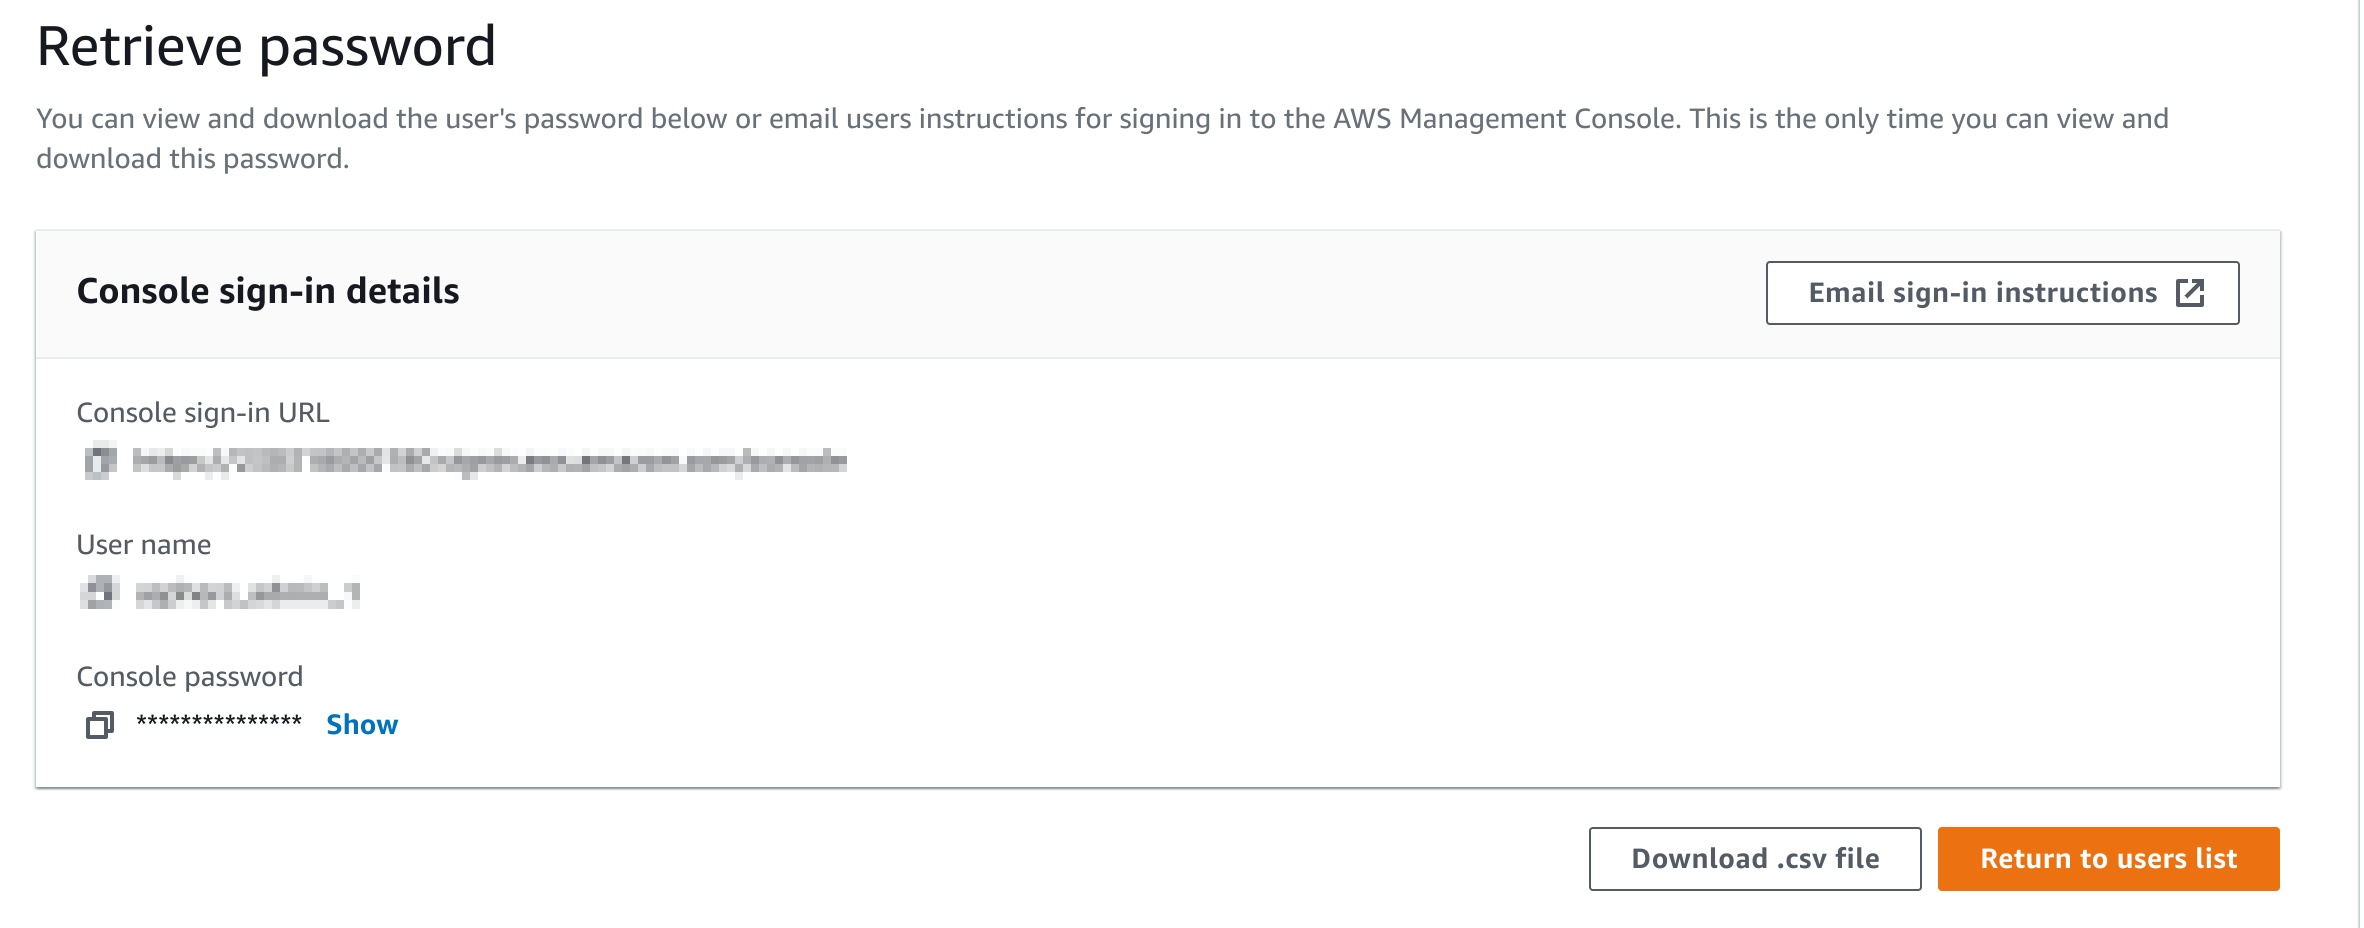 Retrieve password
You can view and download the user's password below or email users instructions for signing in to the AWS Management Console. This is the only time you can view and
download this password.
Console sign-in details
Email sign-in instructions
Console sign-in URL
User name
Console password
*************** Show
Download .csv file
Return to users list